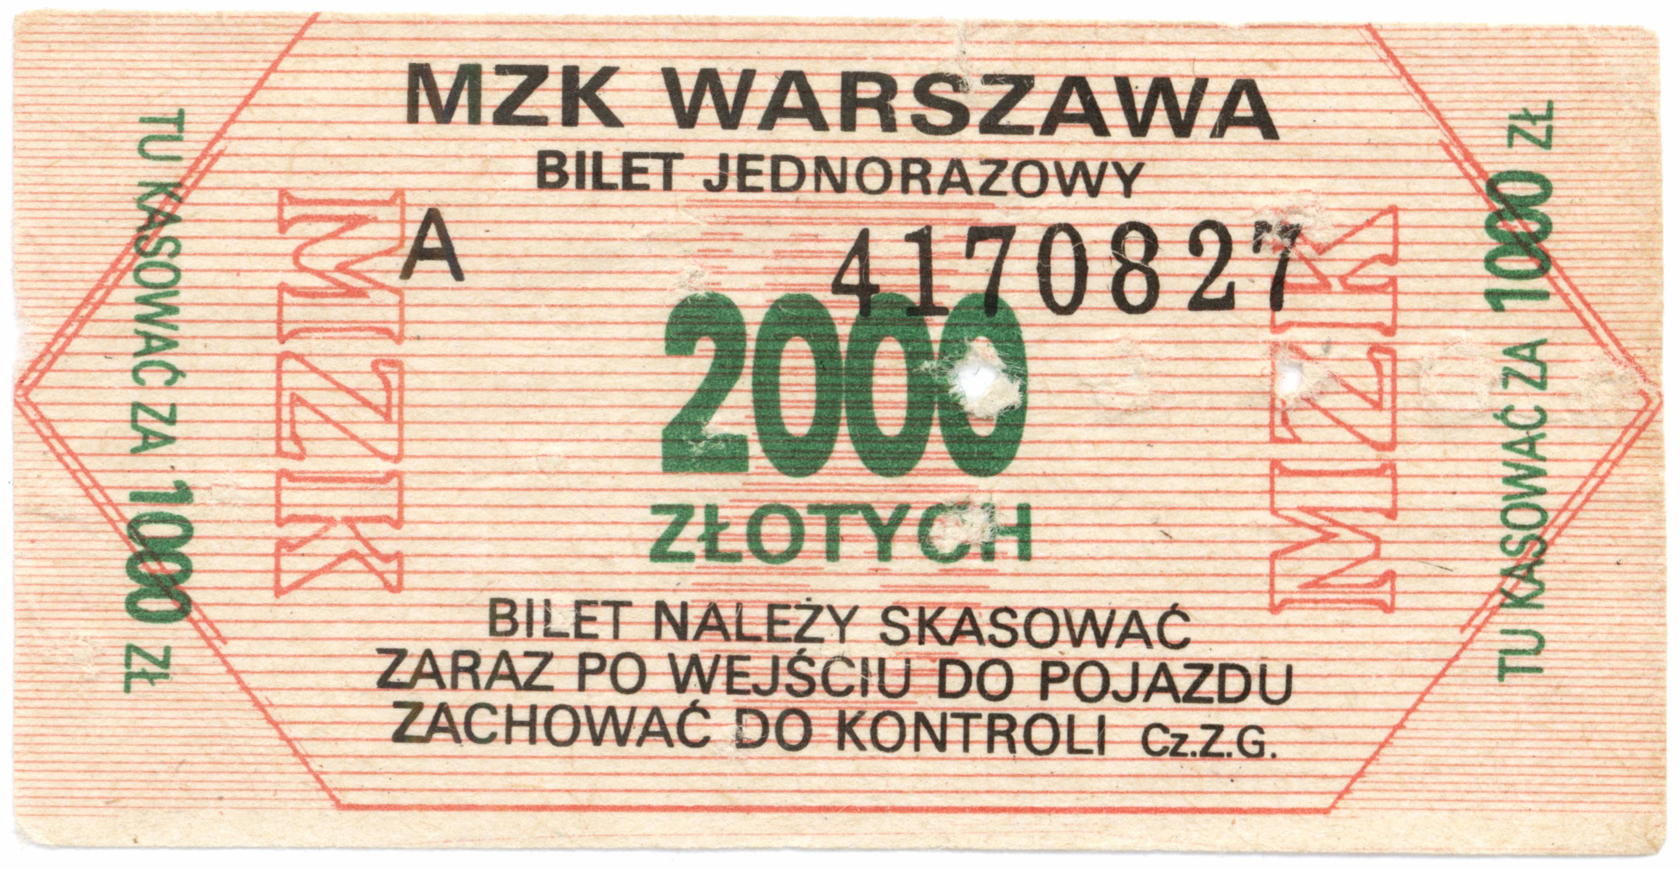 MZK WARSZAWA
BILET JEDNORAZOWY
A 4170827
2000
ZŁOTYCH
BILET NALEŻY SKASOWAĆ
ZARAZ PO WEJŚCIU DO POJAZDU
ZACHOWAĆ DO KONTROLI Cz.Z.G.
TU KASOWAĆ ZA 1000 ZŁ
MZK
MZK
TU KASOWAĆ ZA 1000 ZŁ